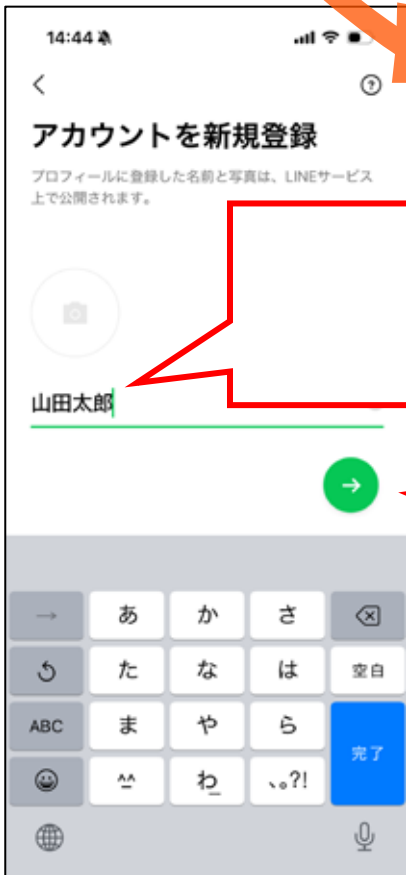 14:44
アカウントを新規登録
プロフィールに登録した名前と写真は、LINEサービス
上で公開されます。
山田太郎
→ あ か さ
た な は 空白
ABC ま や ら
^^ わ_ 、。?! 完了